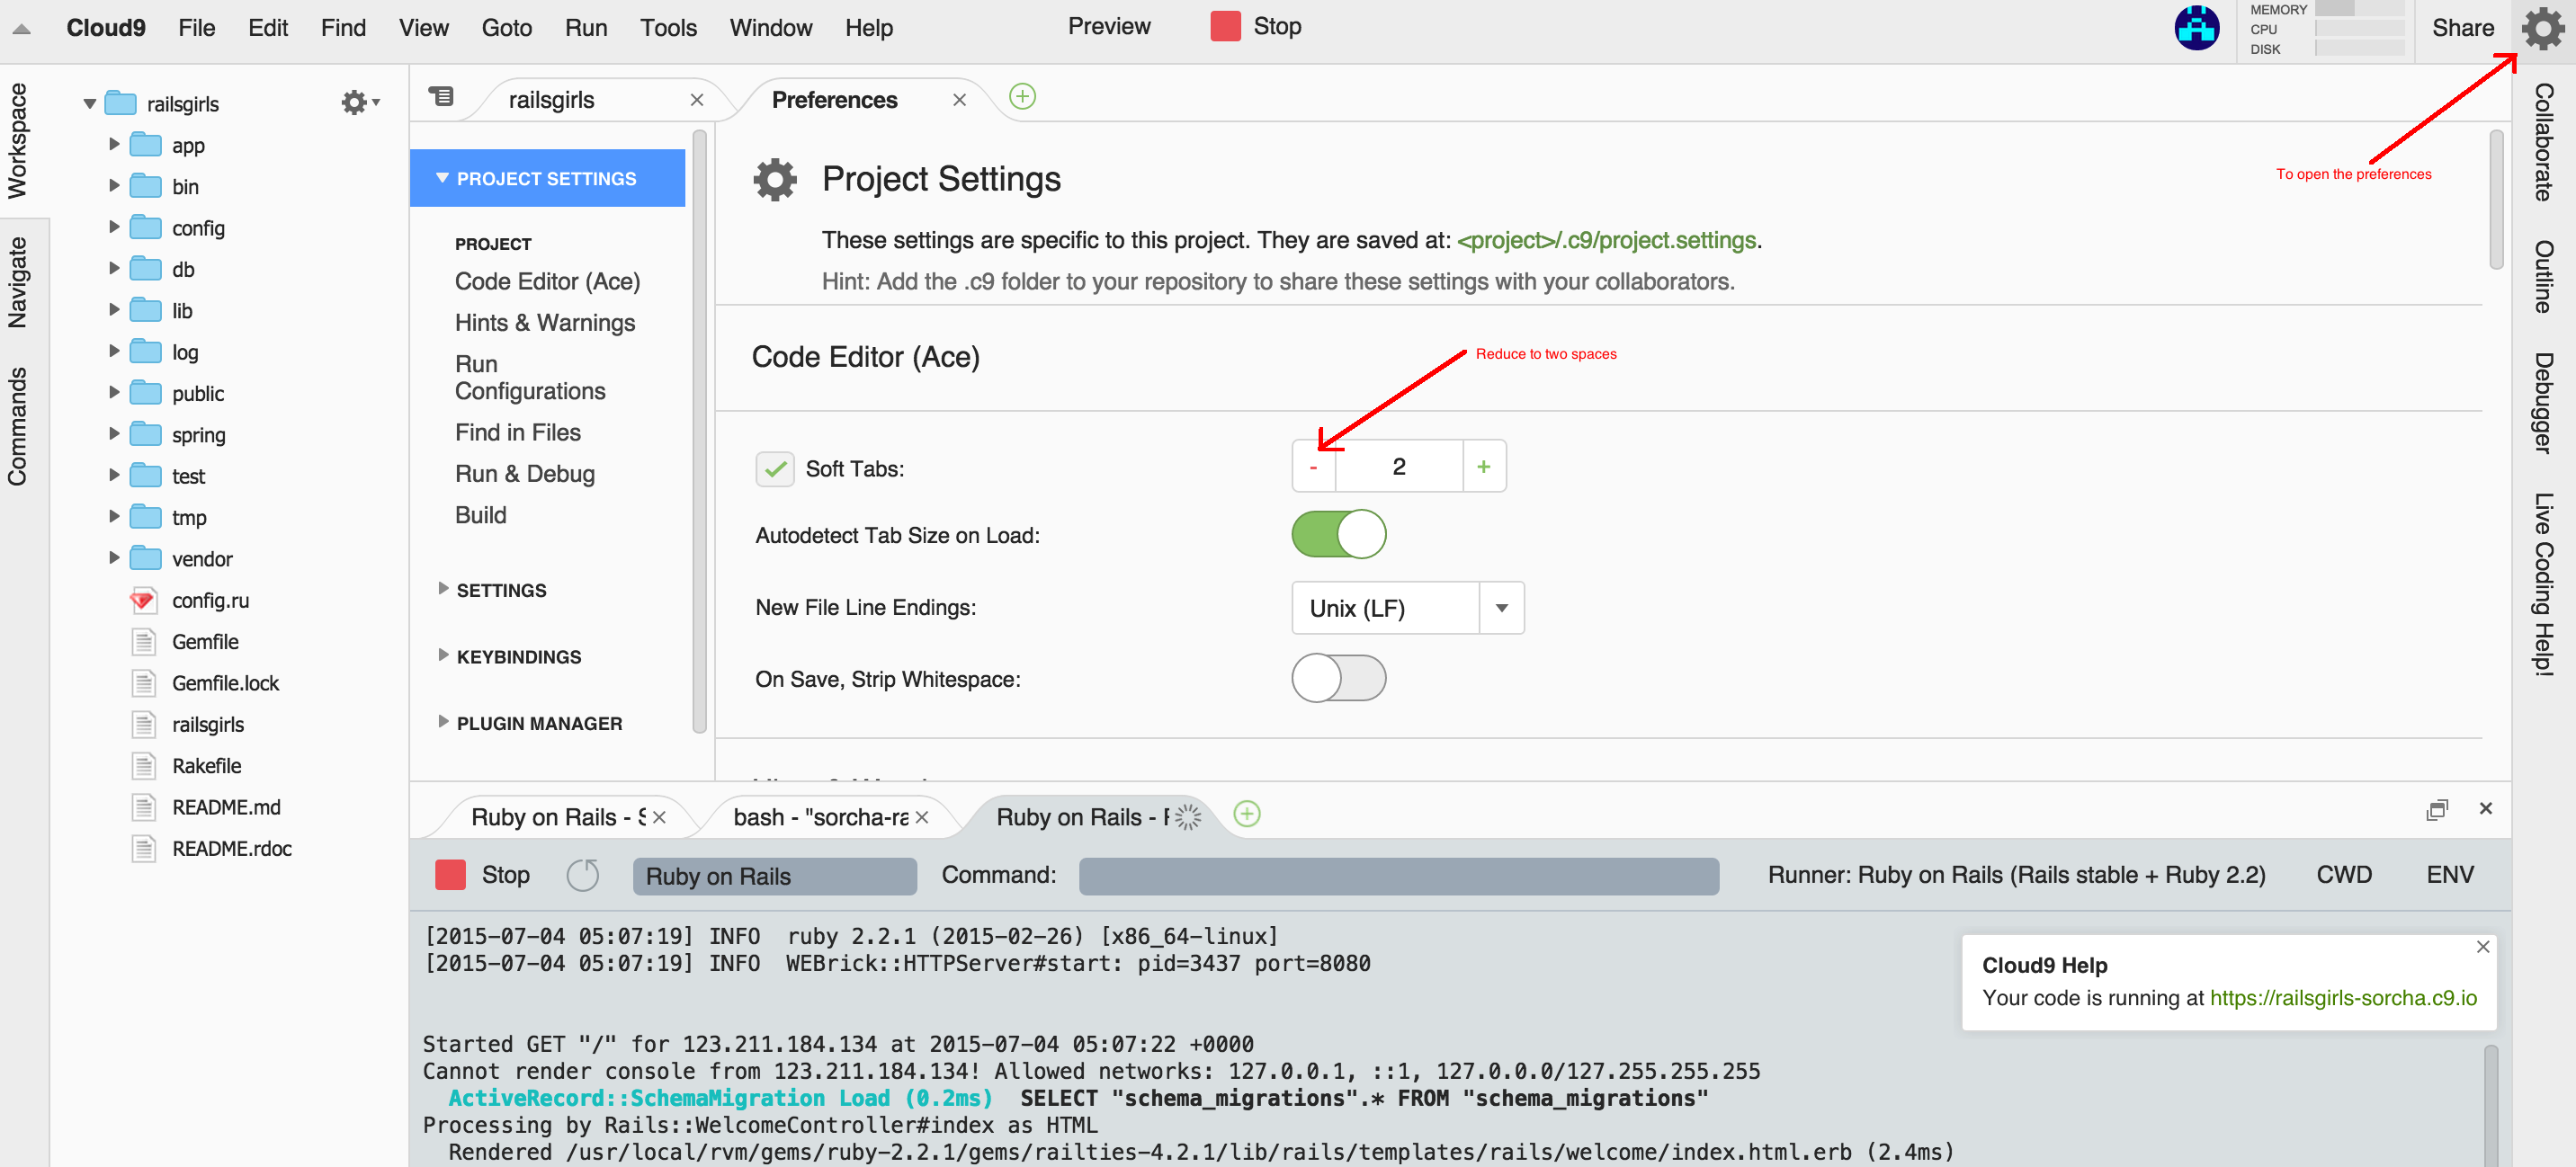 Cloud9 File Edit Find View Goto Run Tools Window Help Preview Stop MEMORY CPU DISK Share
Workspace
Navigate
Commands
railsgirls
app
bin
config
db
lib
log
public
spring
test
tmp
vendor
config.ru
Gemfile
Gemfile.lock
railsgirls
Rakefile
README.md
README.rdoc
railsgirls Preferences
PROJECT SETTINGS
PROJECT
Code Editor (Ace)
Hints & Warnings
Run
Configurations
Find in Files
Run & Debug
Build
SETTINGS
KEYBINDINGS
PLUGIN MANAGER
Project Settings
To open the preferences
These settings are specific to this project. They are saved at: <project>/.c9/project.settings.
Hint: Add the .c9 folder to your repository to share these settings with your collaborators.
Code Editor (Ace)
Reduce to two spaces
Soft Tabs: - 2 +
Autodetect Tab Size on Load:
New File Line Endings: Unix (LF)
On Save, Strip Whitespace:
Collaborate
Outline
Debugger
Live Coding Help!
Ruby on Rails - bash - "sorcha-ra Ruby on Rails -
Stop Ruby on Rails Command: Runner: Ruby on Rails (Rails stable + Ruby 2.2) CWD ENV
[2015-07-04 05:07:19] INFO  ruby 2.2.1 (2015-02-26) [x86_64-linux]
[2015-07-04 05:07:19] INFO  WEBrick::HTTPServer#start: pid=3437 port=8080
Cloud9 Help
Your code is running at https://railsgirls-sorcha.c9.io
Started GET "/" for 123.211.184.134 at 2015-07-04 05:07:22 +0000
Cannot render console from 123.211.184.134! Allowed networks: 127.0.0.1, ::1, 127.0.0.0/127.255.255.255
ActiveRecord::SchemaMigration Load (0.2ms)  SELECT "schema_migrations".* FROM "schema_migrations"
Processing by Rails::WelcomeController#index as HTML
Rendered /usr/local/rvm/gems/ruby-2.2.1/gems/railties-4.2.1/lib/rails/templates/rails/welcome/index.html.erb (2.4ms)